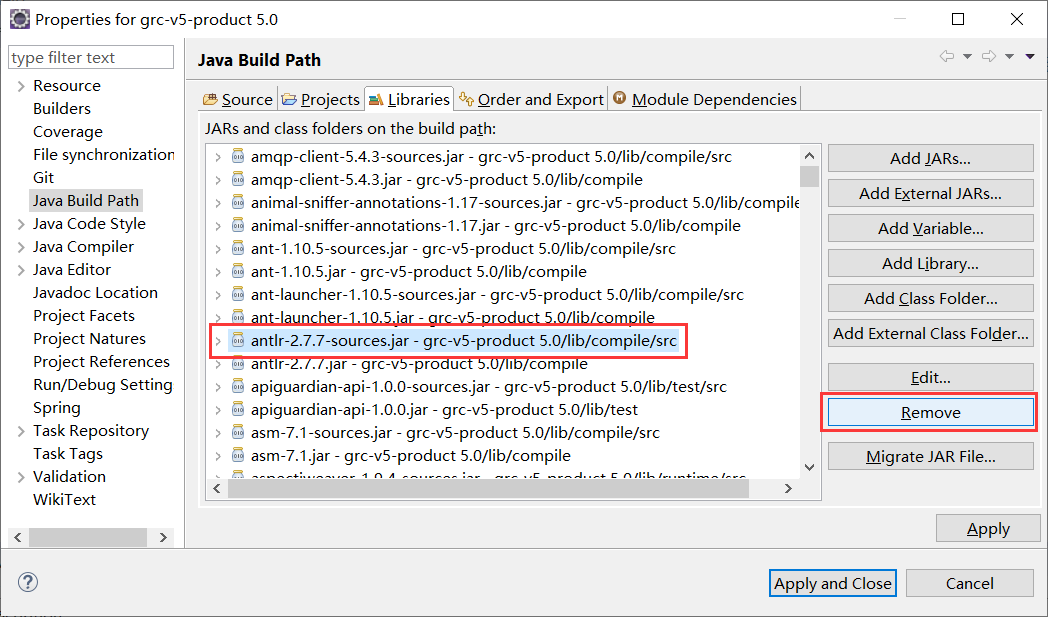 Properties for grc-v5-product 5.0
type filter text
Resource
Builders
Coverage
File synchronization
Git
Java Build Path
Java Code Style
Java Compiler
Java Editor
Javadoc Location
Project Facets
Project Natures
Project References
Run/Debug Setting
Spring
Task Repository
Task Tags
Validation
WikiText
Java Build Path
Source Projects Libraries Order and Export Module Dependencies
JARs and class folders on the build path:
amqp-client-5.4.3-sources.jar - grc-v5-product 5.0/lib/compile/src
amqp-client-5.4.3.jar - grc-v5-product 5.0/lib/compile
animal-sniffer-annotations-1.17-sources.jar - grc-v5-product 5.0/lib/compile
animal-sniffer-annotations-1.17.jar - grc-v5-product 5.0/lib/compile
ant-1.10.5-sources.jar - grc-v5-product 5.0/lib/compile/src
ant-1.10.5.jar - grc-v5-product 5.0/lib/compile
ant-launcher-1.10.5-sources.jar - grc-v5-product 5.0/lib/compile/src
ant-launcher-1.10.5.jar - grc-v5-product 5.0/lib/compile
antlr-2.7.7-sources.jar - grc-v5-product 5.0/lib/compile/src
antlr-2.7.7.jar - grc-v5-product 5.0/lib/compile
apiguardian-api-1.0.0-sources.jar - grc-v5-product 5.0/lib/test/src
apiguardian-api-1.0.0.jar - grc-v5-product 5.0/lib/test
asm-7.1-sources.jar - grc-v5-product 5.0/lib/compile/src
asm-7.1.jar - grc-v5-product 5.0/lib/compile
aspectjweaver-1.9.4-sources.jar - grc-v5-product 5.0/lib/runtime/src
Add JARs...
Add External JARs...
Add Variable...
Add Library...
Add Class Folder...
Add External Class Folder...
Edit...
Remove
Migrate JAR File...
Apply
Apply and Close
Cancel